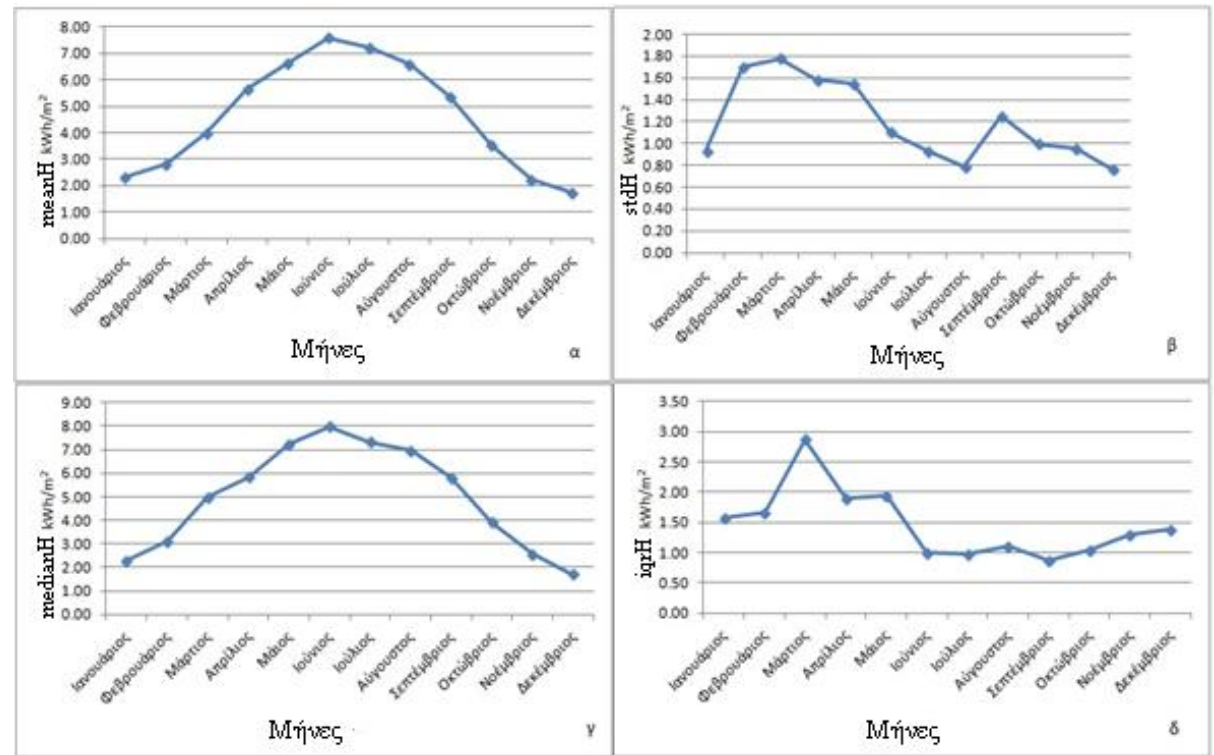 8.00
7.00
6.00
5.00
4.00
3.00
2.00
1.00
0.00
meanH kWh/m²
Ιανουάριος
Φεβρουάριος
Μάρτιος
Απρίλιος
Μάιος
Ιούνιος
Ιούλιος
Αύγουστος
Σεπτέμβριος
Οκτώβριος
Νοέμβριος
Δεκέμβριος
Μήνες
α
2.00
1.80
1.60
1.40
1.20
1.00
0.80
0.60
0.40
0.20
0.00
stdH kWh/m²
Ιανουάριος
Φεβρουάριος
Μάρτιος
Απρίλιος
Μάιος
Ιούνιος
Ιούλιος
Αύγουστος
Σεπτέμβριος
Οκτώβριος
Νοέμβριος
Δεκέμβριος
Μήνες
β
9.00
8.00
7.00
6.00
5.00
4.00
3.00
2.00
1.00
0.00
medianH kWh/m²
Ιανουάριος
Φεβρουάριος
Μάρτιος
Απρίλιος
Μάιος
Ιούνιος
Ιούλιος
Αύγουστος
Σεπτέμβριος
Οκτώβριος
Νοέμβριος
Δεκέμβριος
Μήνες
γ
3.50
3.00
2.50
2.00
1.50
1.00
0.50
0.00
iqrH kWh/m²
Ιανουάριος
Φεβρουάριος
Μάρτιος
Απρίλιος
Μάιος
Ιούνιος
Ιούλιος
Αύγουστος
Σεπτέμβριος
Οκτώβριος
Νοέμβριος
Δεκέμβριος
Μήνες
δ